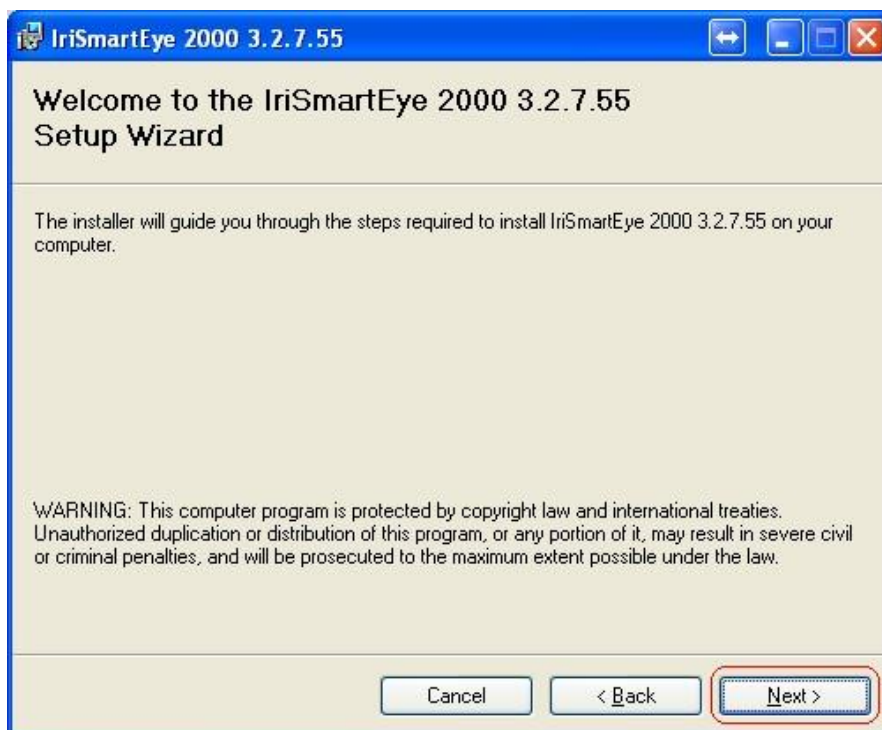 IriSmartEye 2000 3.2.7.55
Welcome to the IriSmartEye 2000 3.2.7.55
Setup Wizard
The installer will guide you through the steps required to install IriSmartEye 2000 3.2.7.55 on your
computer.
WARNING: This computer program is protected by copyright law and international treaties.
Unauthorized duplication or distribution of this program, or any portion of it, may result in severe civil
or criminal penalties, and will be prosecuted to the maximum extent possible under the law.
Cancel < Back Next >